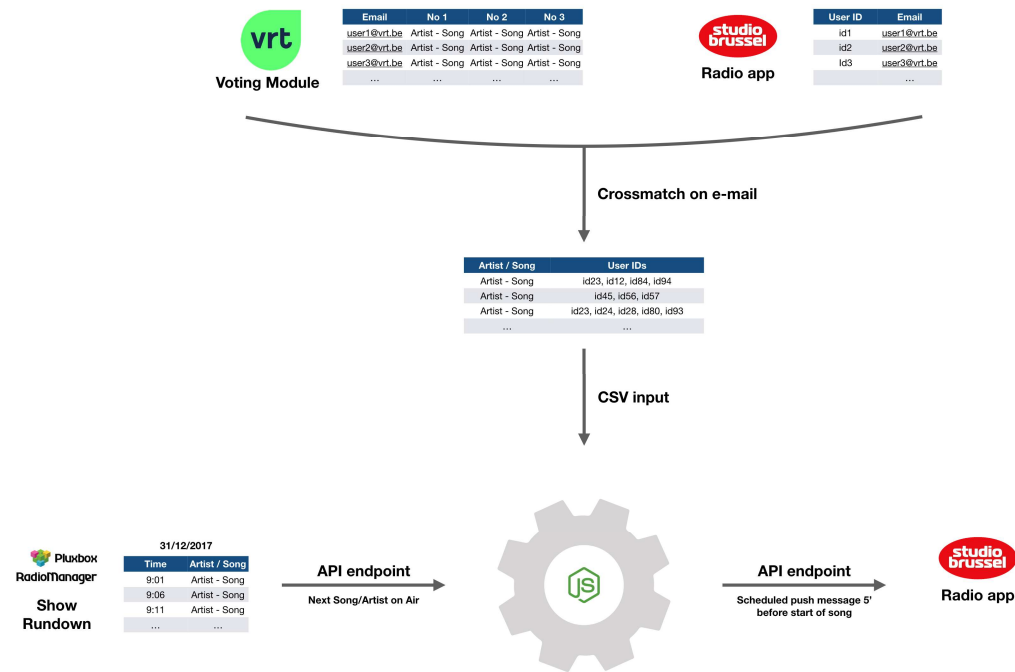 vrt
Voting Module
Email No 1 No 2 No 3
user1@vrt.be Artist - Song Artist - Song Artist - Song
user2@vrt.be Artist - Song Artist - Song Artist - Song
user3@vrt.be Artist - Song Artist - Song Artist - Song
... ... ... ...
studio
brussel
Radio app
User ID Email
id1 user1@vrt.be
id2 user2@vrt.be
Id3 user3@vrt.be
...
Crossmatch on e-mail
Artist / Song User IDs
Artist - Song id23, id12, id84, id94
Artist - Song id45, id56, id57
Artist - Song id23, id24, id28, id80, id93
... ...
CSV input
Pluxbox
RadioManager
Show
Rundown
31/12/2017
Time Artist / Song
9:01 Artist - Song
9:06 Artist - Song
9:11 Artist - Song
... ...
API endpoint
Next Song/Artist on Air
JS
API endpoint
Scheduled push message 5'
before start of song
studio
brussel
Radio app